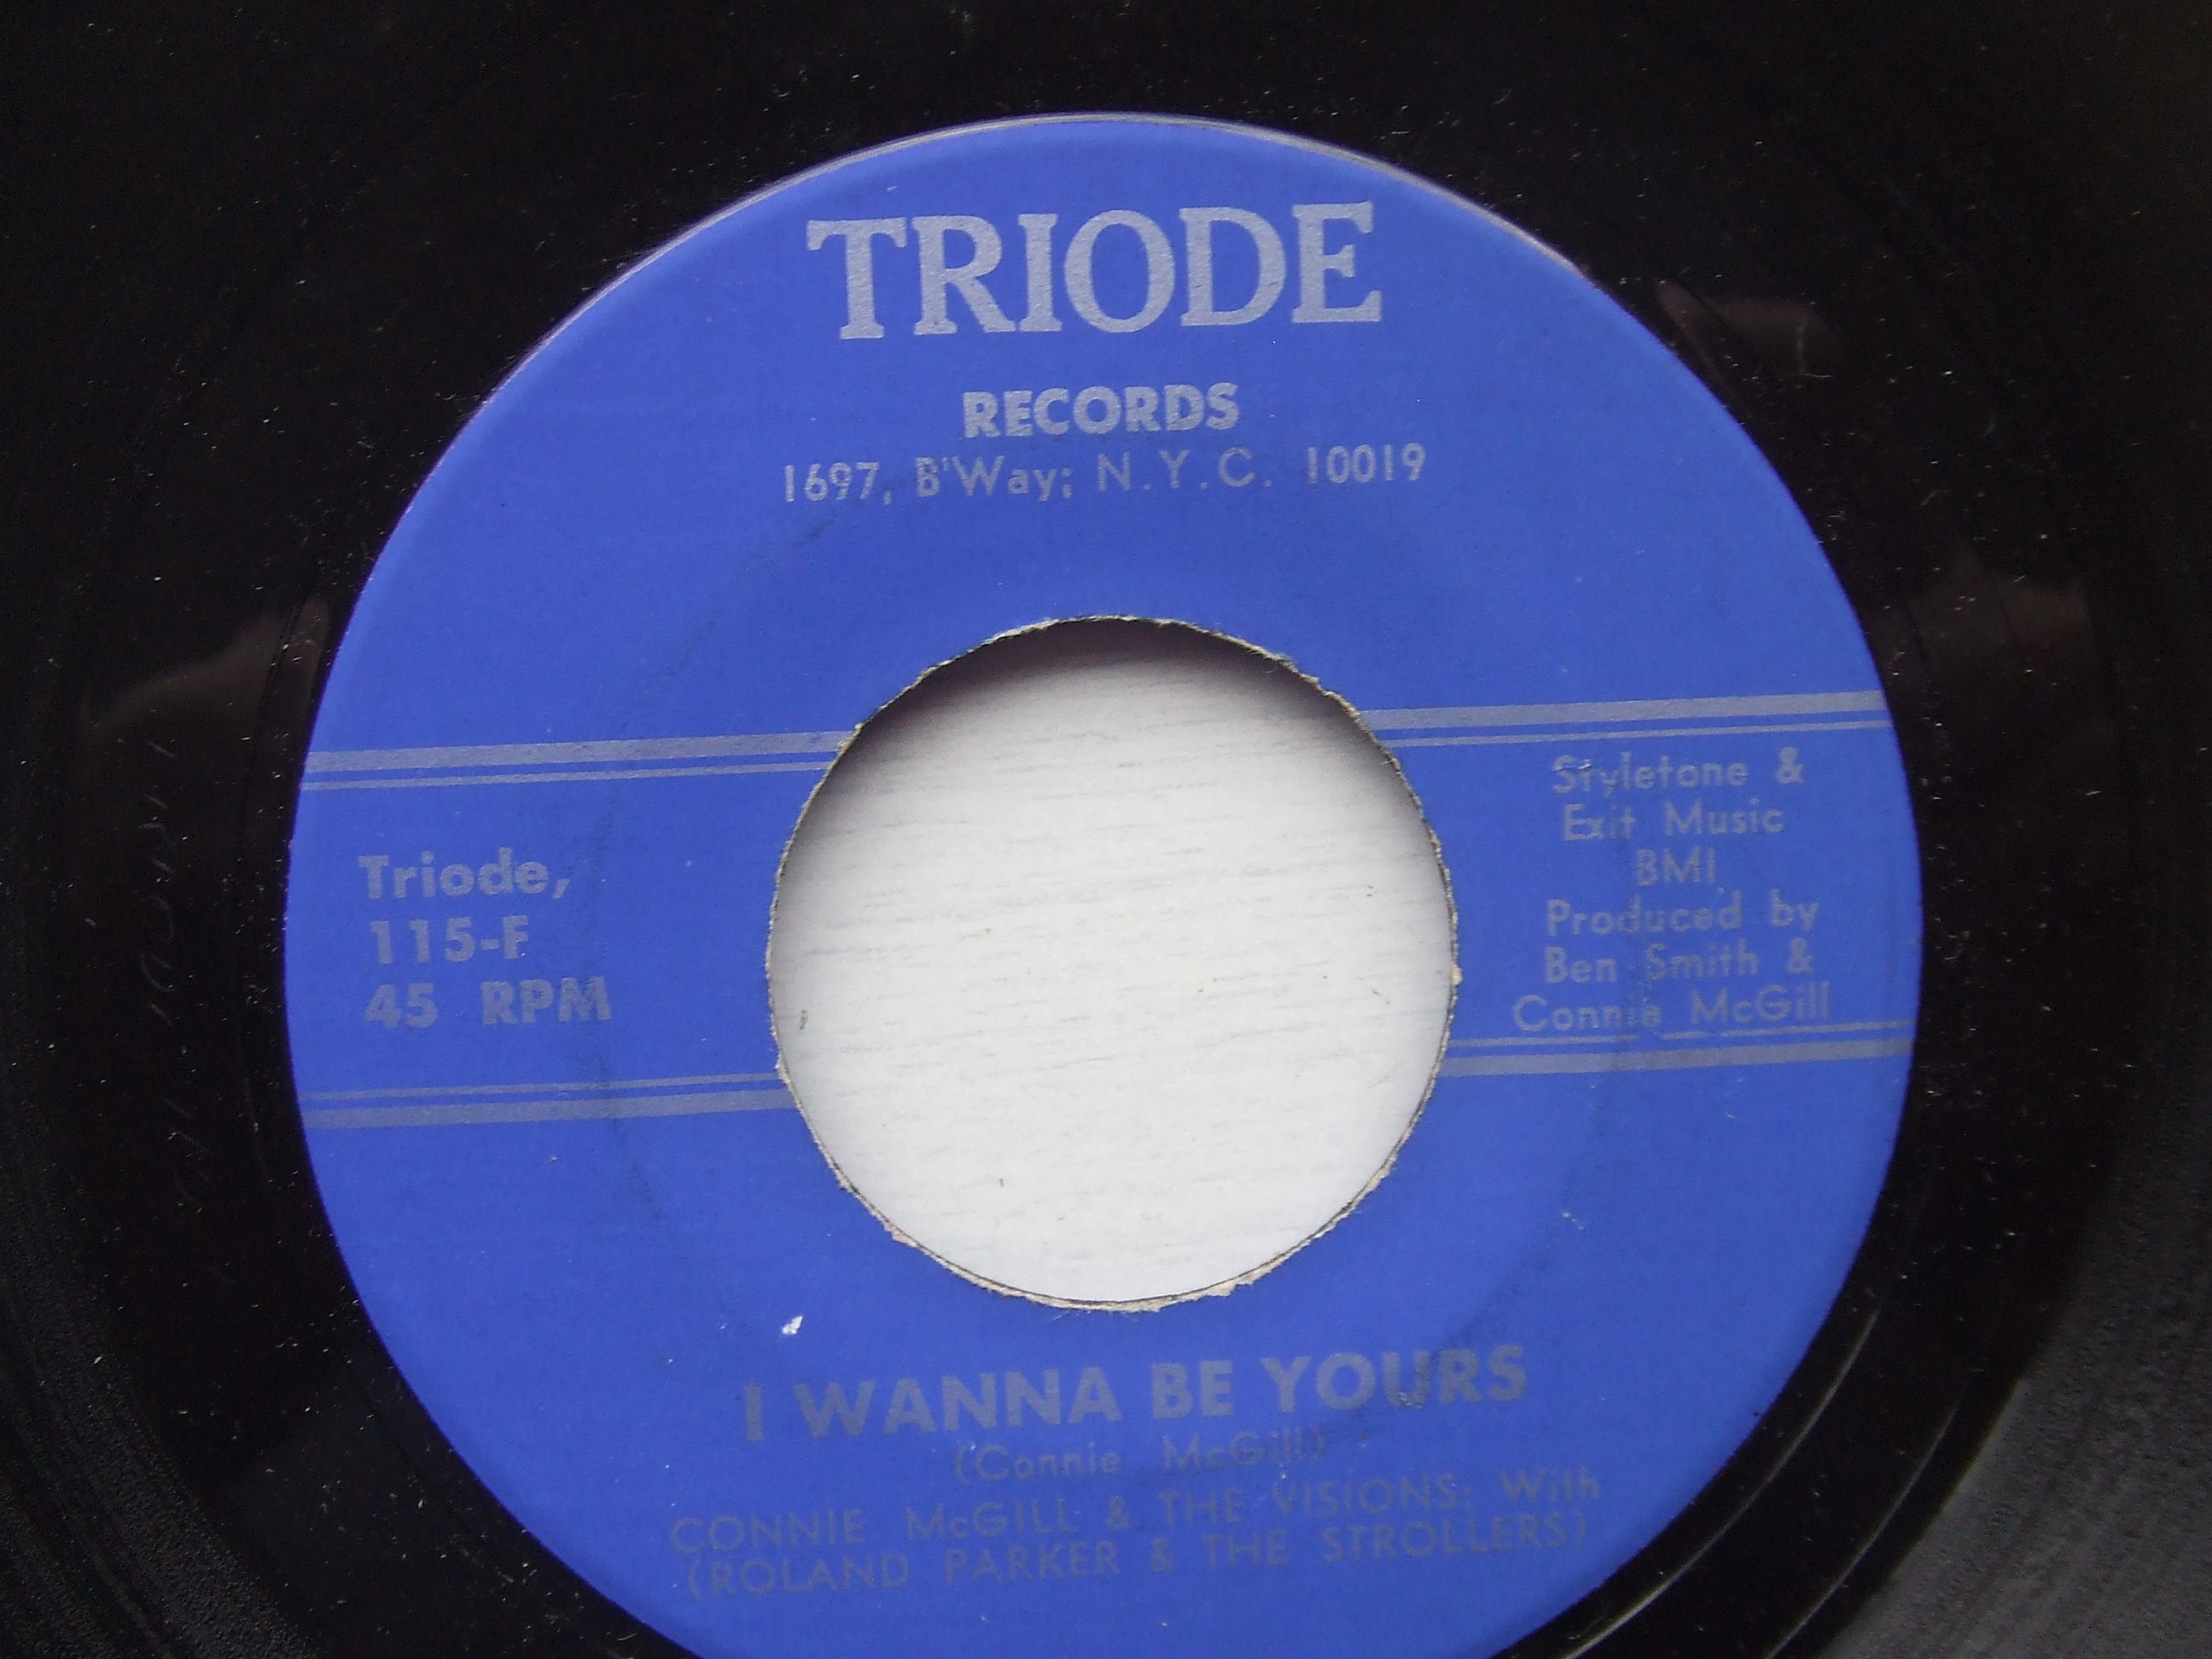 TRIODE
RECORDS
1697, B'Way; N.Y.C. 10019
Triode,
115-F
45 RPM
Styletone &
Exit Music
BMI
Produced by
Ben Smith &
Connie McGill
I WANNA BE YOURS
(Connie McGill)
CONNIE McGILL & THE VISIONS; With
(ROLAND PARKER & THE STROLLERS)